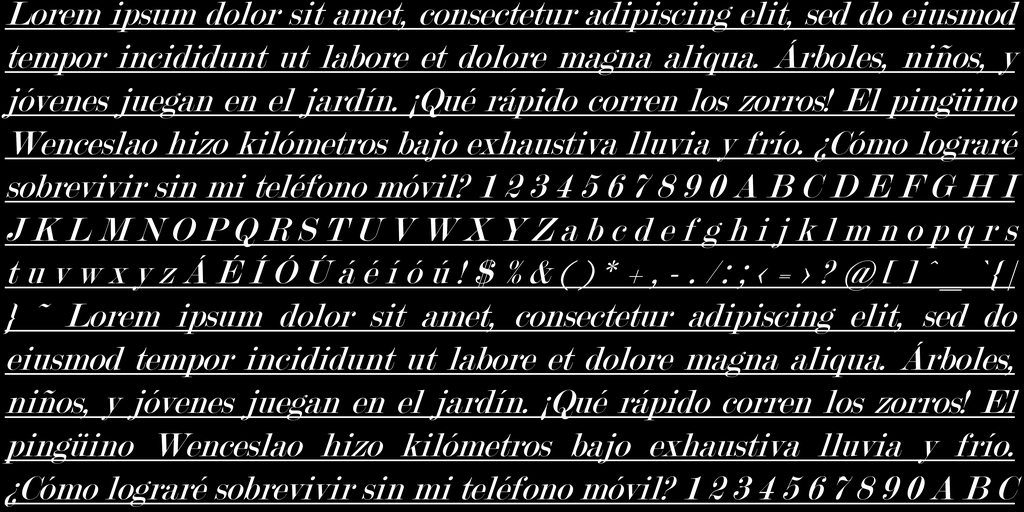 Lorem ipsum dolor sit amet, consectetur adipiscing elit, sed do eiusmod
tempor incididunt ut labore et dolore magna aliqua. Árboles, niños, y
jóvenes juegan en el jardín. ¡Qué rápido corren los zorros! El pingüino
Wenceslao hizo kilómetros bajo exhaustiva lluvia y frío. ¿Cómo lograré
sobrevivir sin mi teléfono móvil? 1 2 3 4 5 6 7 8 9 0 A B C D E F G H I
J K L M N O P Q R S T U V W X Y Z a b c d e f g h i j k l m n o p q r s
t u v w x y z Á É Í Ó Ú á é í ó ú ! $ % & ( ) * + , - . / : ; < = > ? @ [ ] ^ _ ` { |
} ~ Lorem ipsum dolor sit amet, consectetur adipiscing elit, sed do
eiusmod tempor incididunt ut labore et dolore magna aliqua. Árboles,
niños, y jóvenes juegan en el jardín. ¡Qué rápido corren los zorros! El
pingüino Wenceslao hizo kilómetros bajo exhaustiva lluvia y frío.
¿Cómo lograré sobrevivir sin mi teléfono móvil? 1 2 3 4 5 6 7 8 9 0 A B C